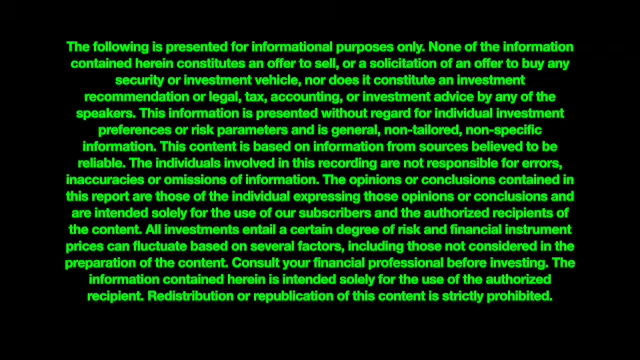 The following is presented for informational purposes only. None of the information
contained herein constitutes an offer to sell, or a solicitation of an offer to buy any
security or investment vehicle, nor does it constitute an investment
recommendation or legal, tax, accounting, or investment advice by any of the
speakers. This information is presented without regard for individual investment
preferences or risk parameters and is general, non-tailored, non-specific
information. This content is based on information from sources believed to be
reliable. The individuals involved in this recording are not responsible for errors,
inaccuracies or omissions of information. The opinions or conclusions contained in
this report are those of the individual expressing those opinions or conclusions and
are intended solely for the use of our subscribers and the authorized recipients of
the content. All investments entail a certain degree of risk and financial instrument
prices can fluctuate based on several factors, including those not considered in the
preparation of the content. Consult your financial professional before investing. The
information contained herein is intended solely for the use of the authorized
recipient. Redistribution or republication of this content is strictly prohibited.